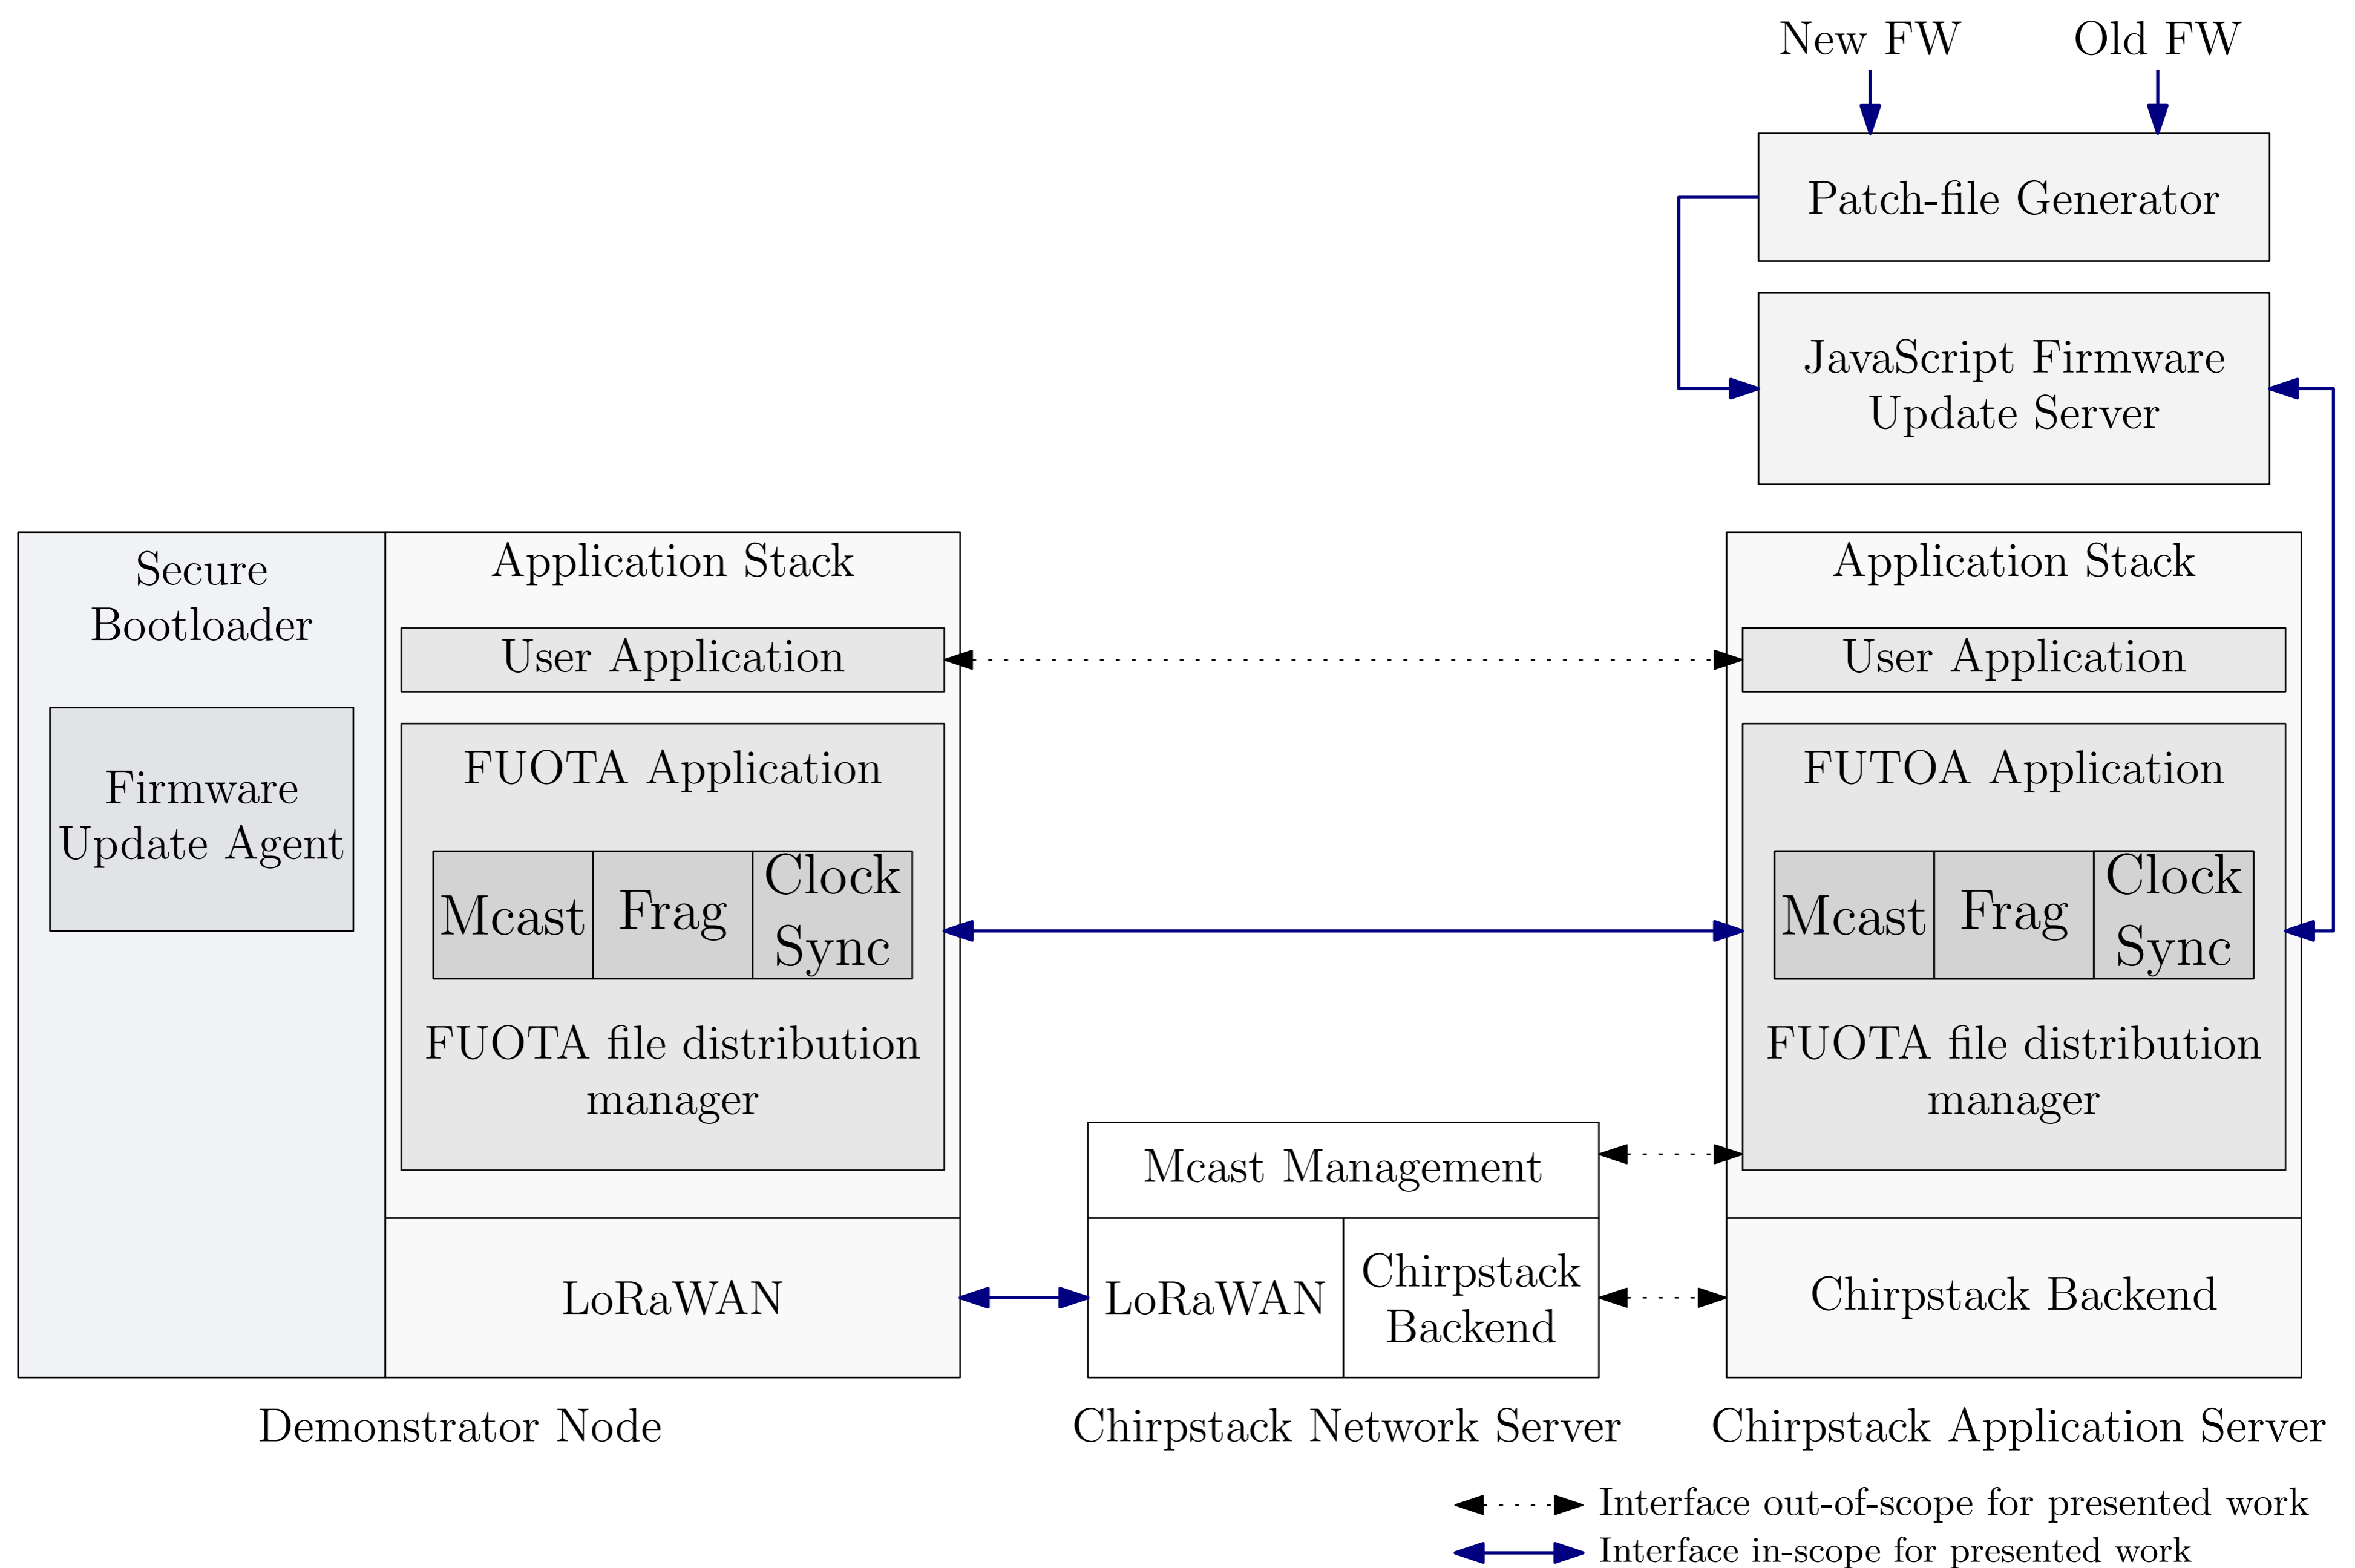 New FW
Old FW
Patch-file Generator
JavaScript Firmware
Update Server
Secure
Bootloader
Firmware
Update Agent
Application Stack
User Application
FUOTA Application
Mcast
Frag
Clock
Sync
FUOTA file distribution
manager
LoRaWAN
Demonstrator Node
Mcast Management
LoRaWAN
Chirpstack
Backend
Chirpstack Network Server
Application Stack
User Application
FUTOA Application
Mcast
Frag
Clock
Sync
FUOTA file distribution
manager
Chirpstack Backend
Chirpstack Application Server
Interface out-of-scope for presented work
Interface in-scope for presented work